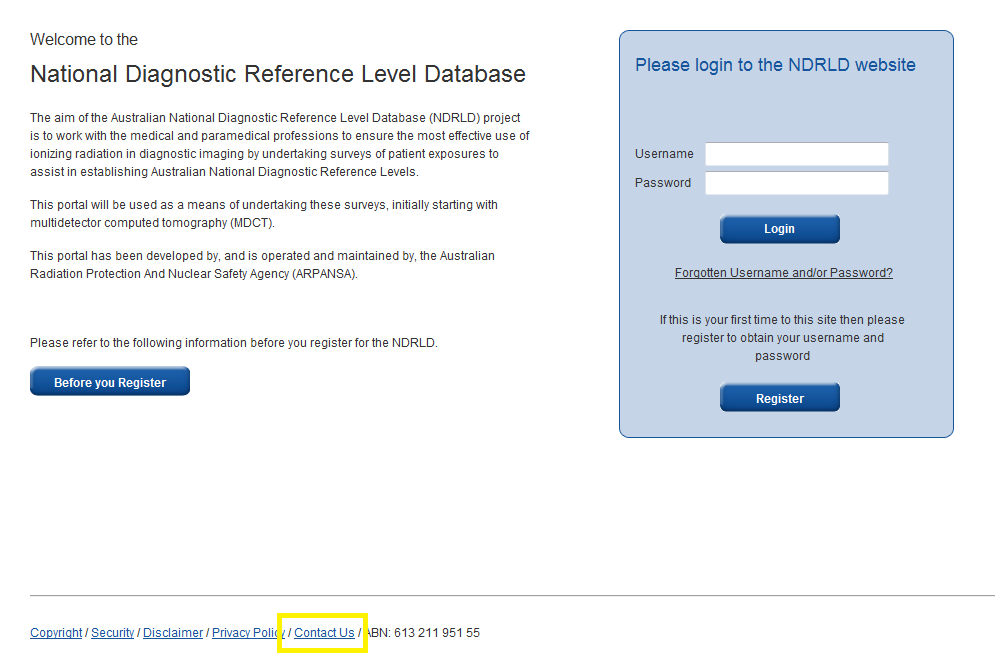 Welcome to the
National Diagnostic Reference Level Database
The aim of the Australian National Diagnostic Reference Level Database (NDRLD) project
is to work with the medical and paramedical professions to ensure the most effective use of
ionizing radiation in diagnostic imaging by undertaking surveys of patient exposures to
assist in establishing Australian National Diagnostic Reference Levels.
This portal will be used as a means of undertaking these surveys, initially starting with
multidetector computed tomography (MDCT).
This portal has been developed by, and is operated and maintained by, the Australian
Radiation Protection And Nuclear Safety Agency (ARPANSA).
Please refer to the following information before you register for the NDRLD.
Before you Register
Please login to the NDRLD website
Username
Password
Login
Forgotten Username and/or Password?
If this is your first time to this site then please
register to obtain your username and
password
Register
Copyright / Security / Disclaimer / Privacy Policy / Contact Us / ABN: 613 211 951 55